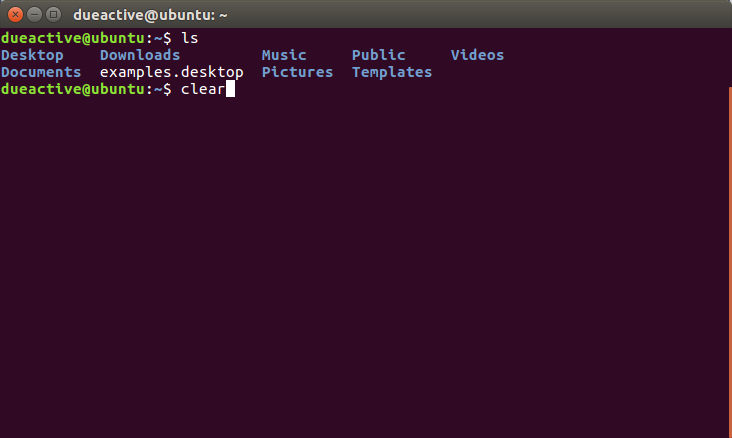 dueactive@ubuntu: ~
dueactive@ubuntu:~$ ls
Desktop Downloads Music Public Videos
Documents examples.desktop Pictures Templates
dueactive@ubuntu:~$ clear